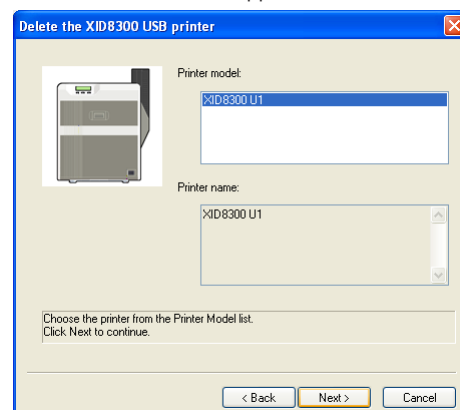 Delete the XID8300 USB printer
Printer model:
XID8300 U1
Printer name:
XID8300 U1
Choose the printer from the Printer Model list.
Click Next to continue.
< Back
Next >
Cancel